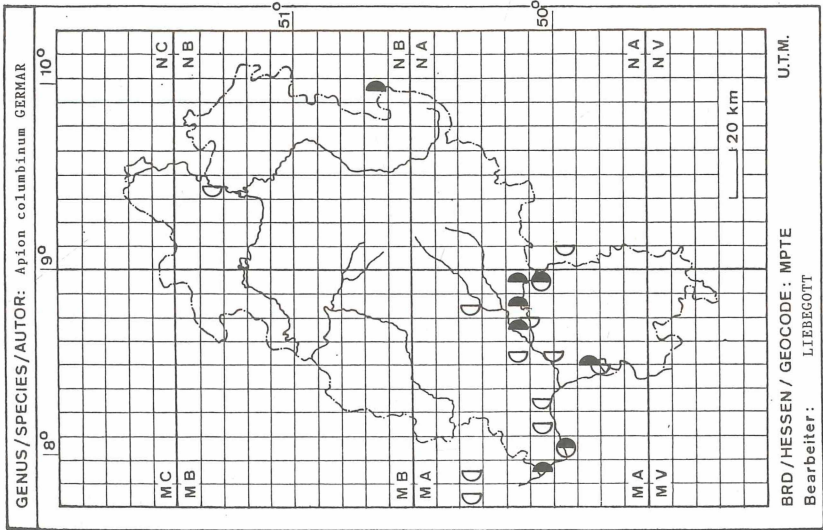 GENUS/SPECIES/AUTOR: Apion columbinum GERMAR
8° 9° 10°
MC NC
MB NB
51°
MB NB
MA NA
50°
MA NA
MV NV
20 km
BRD/HESSEN/GEOCODE: MPTE U.T.M.
Bearbeiter: LIEBEGOTT